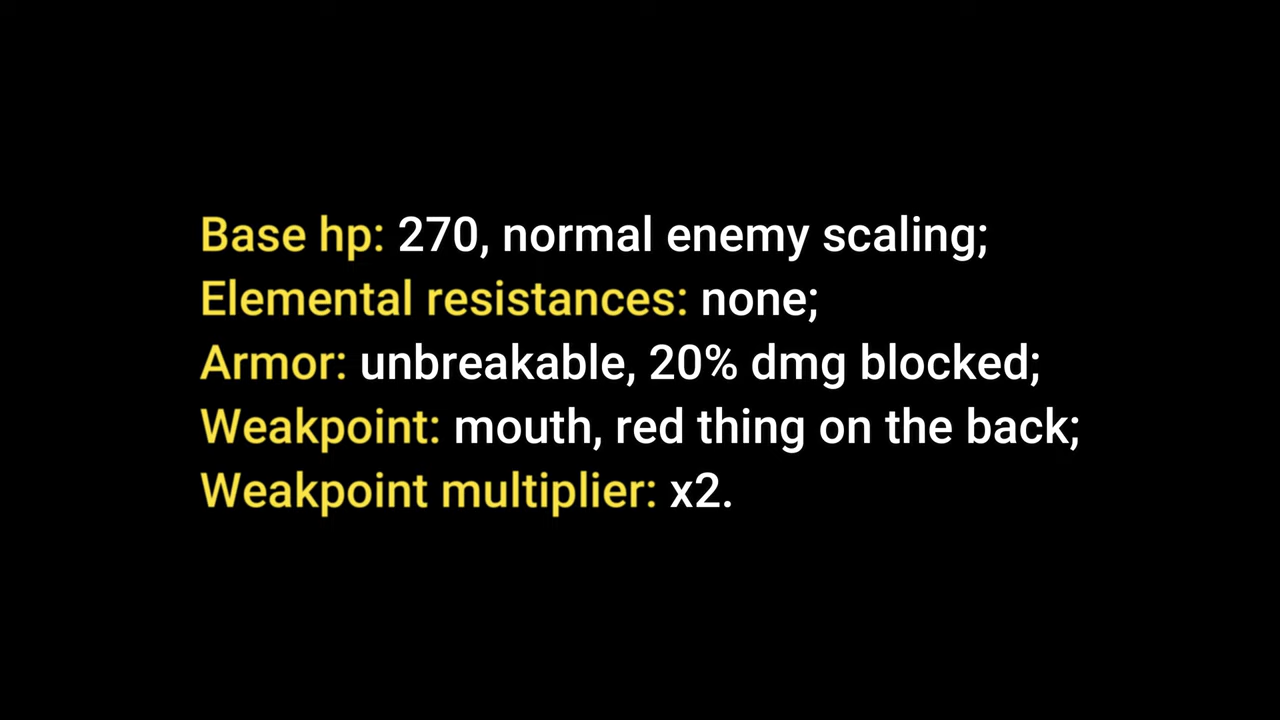 Base hp: 270, normal enemy scaling;
Elemental resistances: none;
Armor: unbreakable, 20% dmg blocked;
Weakpoint: mouth, red thing on the back;
Weakpoint multiplier: x2.